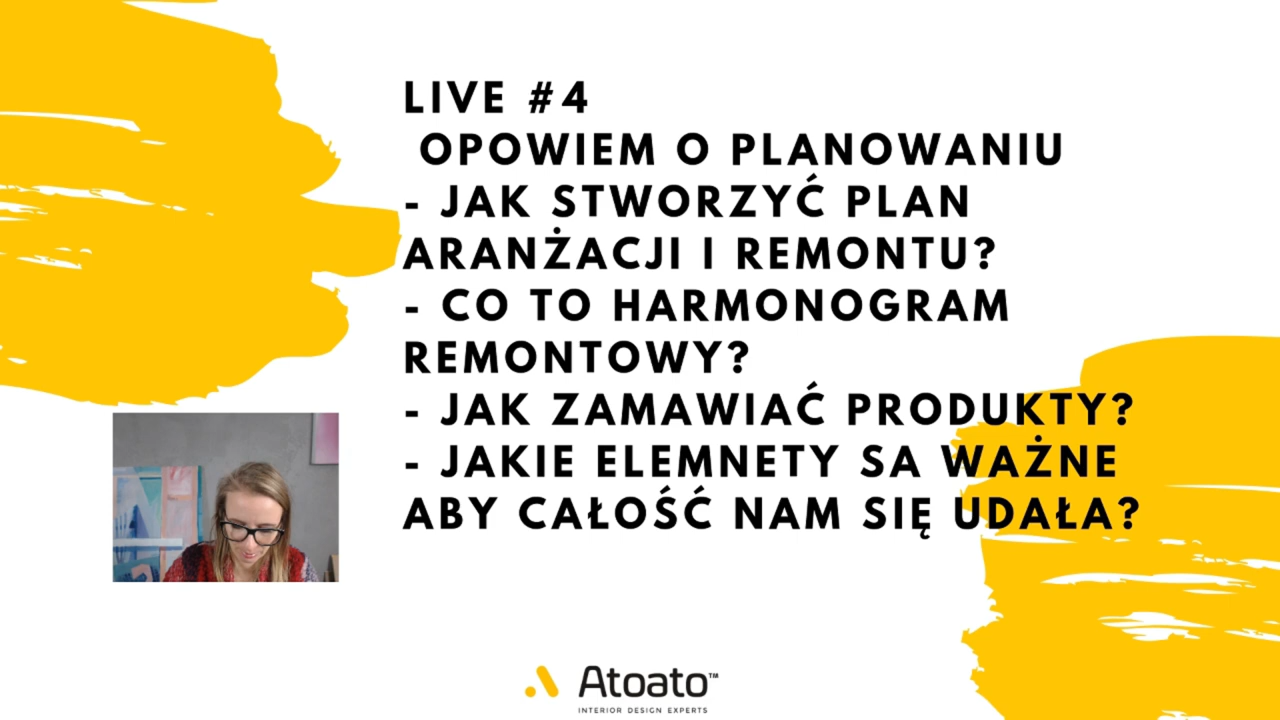 LIVE #4
OPOWIEM O PLANOWANIU
- JAK STWORZYĆ PLAN
ARANŻACJI I REMONTU?
- CO TO HARMONOGRAM
REMONTOWY?
- JAK ZAMAWIAĆ PRODUKTY?
- JAKIE ELEMNETY SA WAŻNE
ABY CAŁOŚĆ NAM SIĘ UDAŁA?
Atoato™
INTERIOR DESIGN EXPERTS